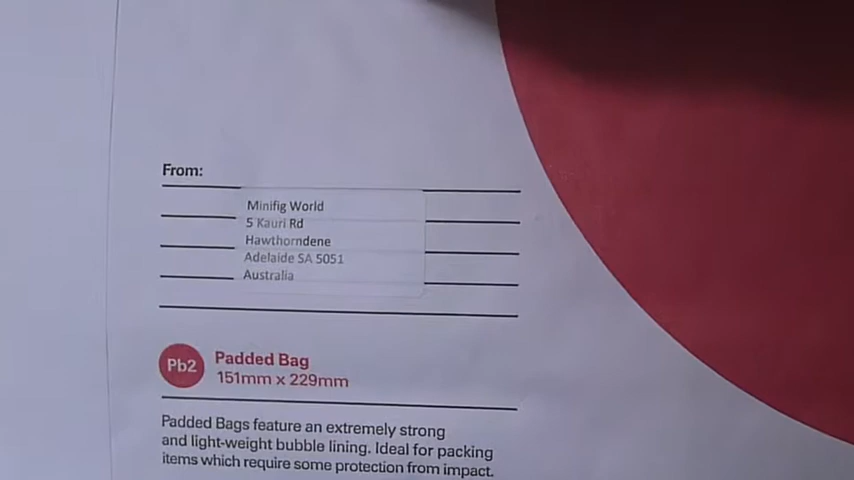 From:
Minifig World
5 Kauri Rd
Hawthorndene
Adelaide SA 5051
Australia
Pb2
Padded Bag
151mm x 229mm
Padded Bags feature an extremely strong
and light-weight bubble lining. Ideal for packing
items which require some protection from impact.